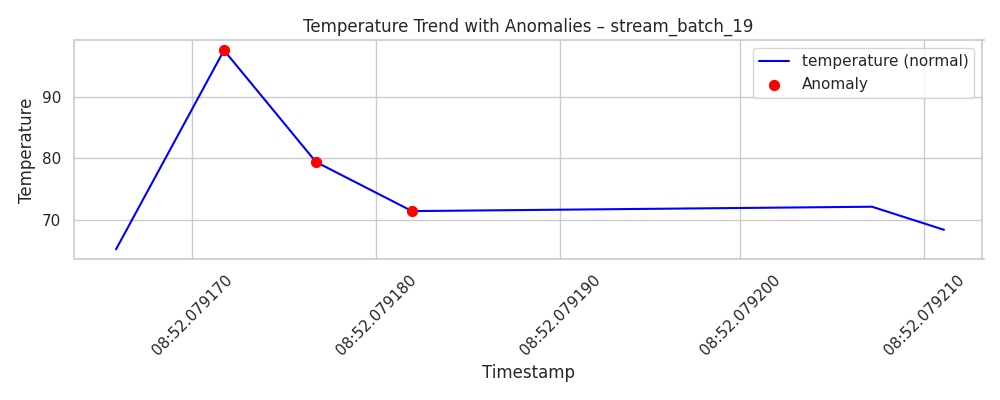 Temperature Trend with Anomalies – stream_batch_19
temperature (normal)
Anomaly
Temperature
90
80
70
08:52.079170
08:52.079180
08:52.079190
08:52.079200
08:52.079210
Timestamp